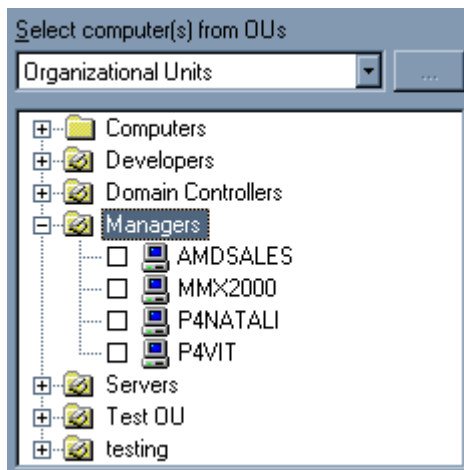 Select computer(s) from OUs
Organizational Units
...
Computers
Developers
Domain Controllers
Managers
AMDSALES
MMX2000
P4NATALI
P4VIT
Servers
Test OU
testing